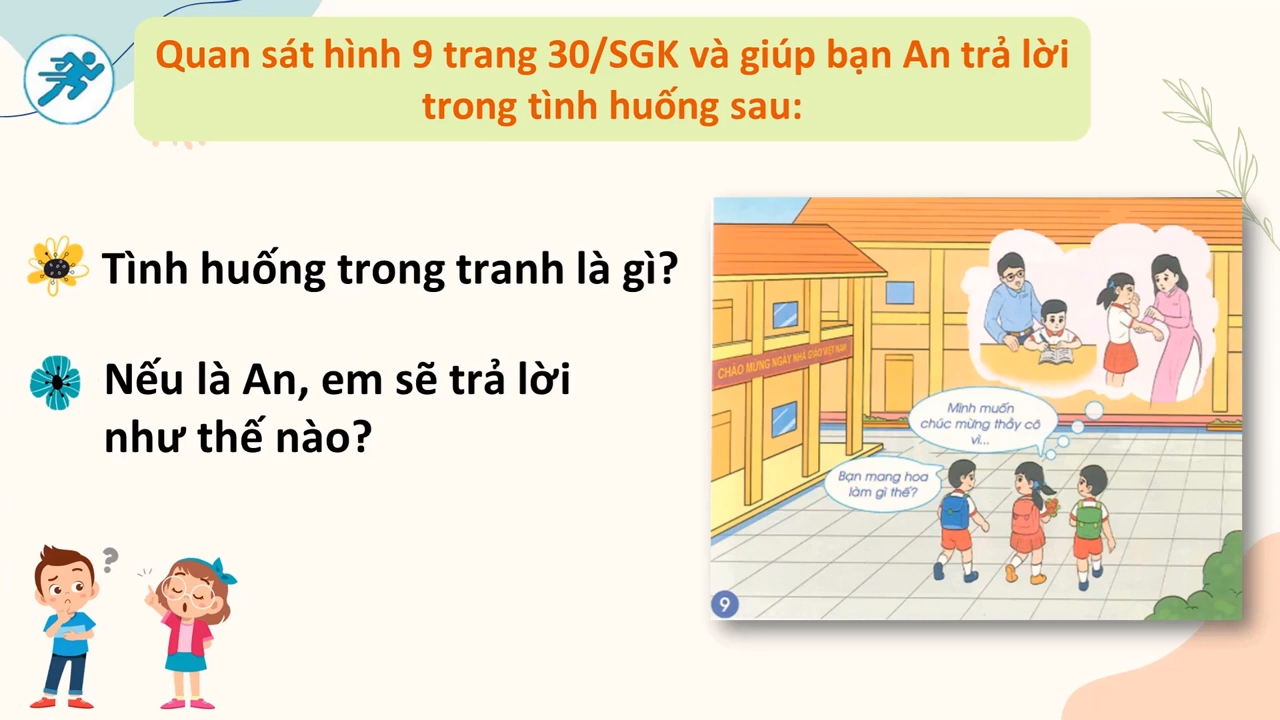 Quan sát hình 9 trang 30/SGK và giúp bạn An trả lời
trong tình huống sau:
Tình huống trong tranh là gì?
Nếu là An, em sẽ trả lời
như thế nào?
CHÀO MỪNG NGÀY NHÀ GIÁO VIỆT NAM
Mình muốn
chúc mừng thầy cô
vì...
Bạn mang hoa
làm gì thế?
9
?